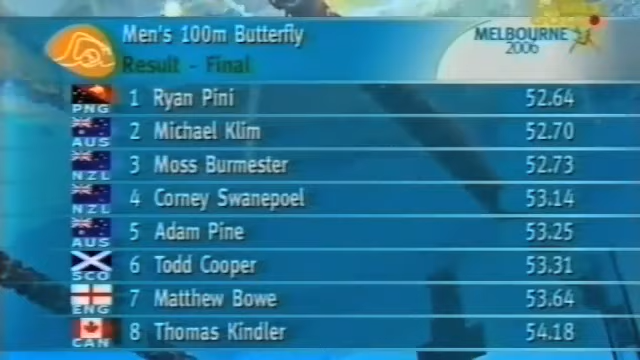 Men's 100m Butterfly
MELBOURNE
2006
Result - Final
PNG 1 Ryan Pini 52.64
AUS 2 Michael Klim 52.70
NZL 3 Moss Burmester 52.73
NZL 4 Corney Swanepoel 53.14
AUS 5 Adam Pine 53.25
SCO 6 Todd Cooper 53.31
ENG 7 Matthew Bowe 53.64
CAN 8 Thomas Kindler 54.18